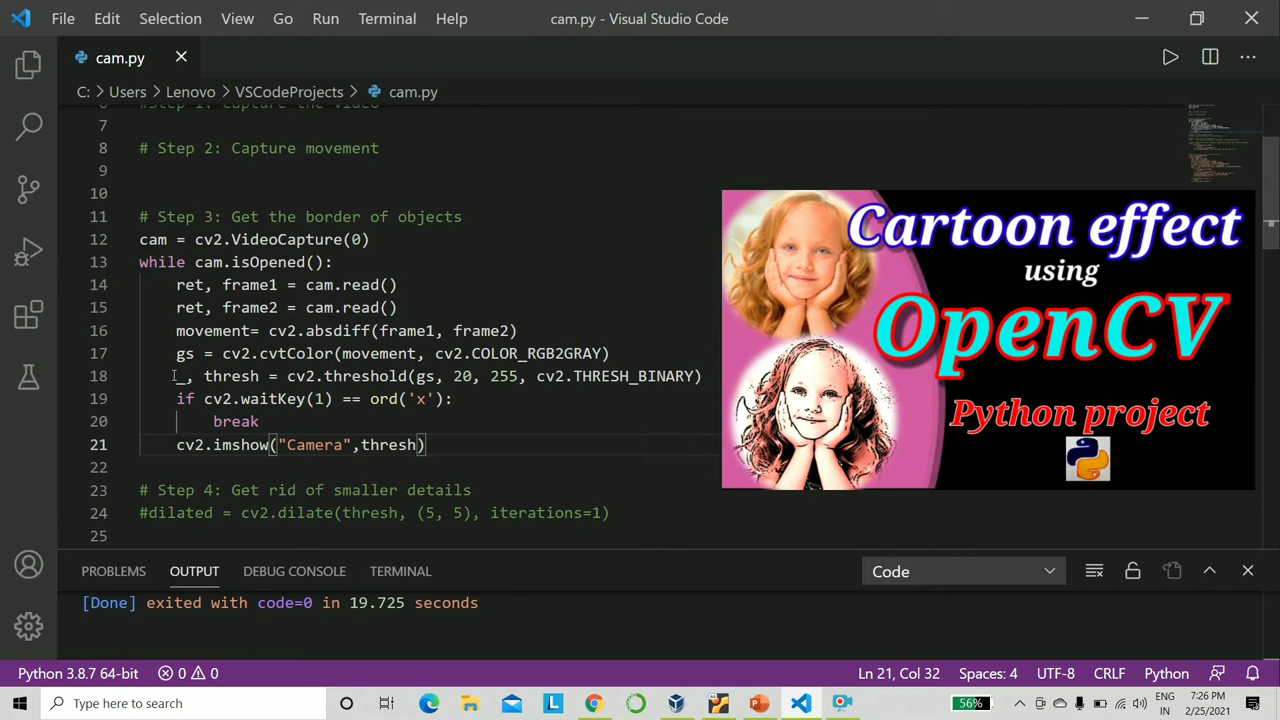 File Edit Selection View Go Run Terminal Help
cam.py - Visual Studio Code
cam.py
C: Users Lenovo VSCodeProjects cam.py
6 #Step 1: Capture the video
7
8 # Step 2: Capture movement
9
10
11 # Step 3: Get the border of objects
12 cam = cv2.VideoCapture(0)
13 while cam.isOpened():
14 ret, frame1 = cam.read()
15 ret, frame2 = cam.read()
16 movement= cv2.absdiff(frame1, frame2)
17 gs = cv2.cvtColor(movement, cv2.COLOR_RGB2GRAY)
18 _, thresh = cv2.threshold(gs, 20, 255, cv2.THRESH_BINARY)
19 if cv2.waitKey(1) == ord('x'):
20 break
21 cv2.imshow("Camera",thresh)
22
23 # Step 4: Get rid of smaller details
24 #dilated = cv2.dilate(thresh, (5, 5), iterations=1)
25
Cartoon effect
using
OpenCV
Python project
PROBLEMS OUTPUT DEBUG CONSOLE TERMINAL
Code
[Done] exited with code=0 in 19.725 seconds
Python 3.8.7 64-bit 0 0
Ln 21, Col 32 Spaces: 4 UTF-8 CRLF Python
Type here to search
L
56%
ENG
IN
7:26 PM
2/25/2021